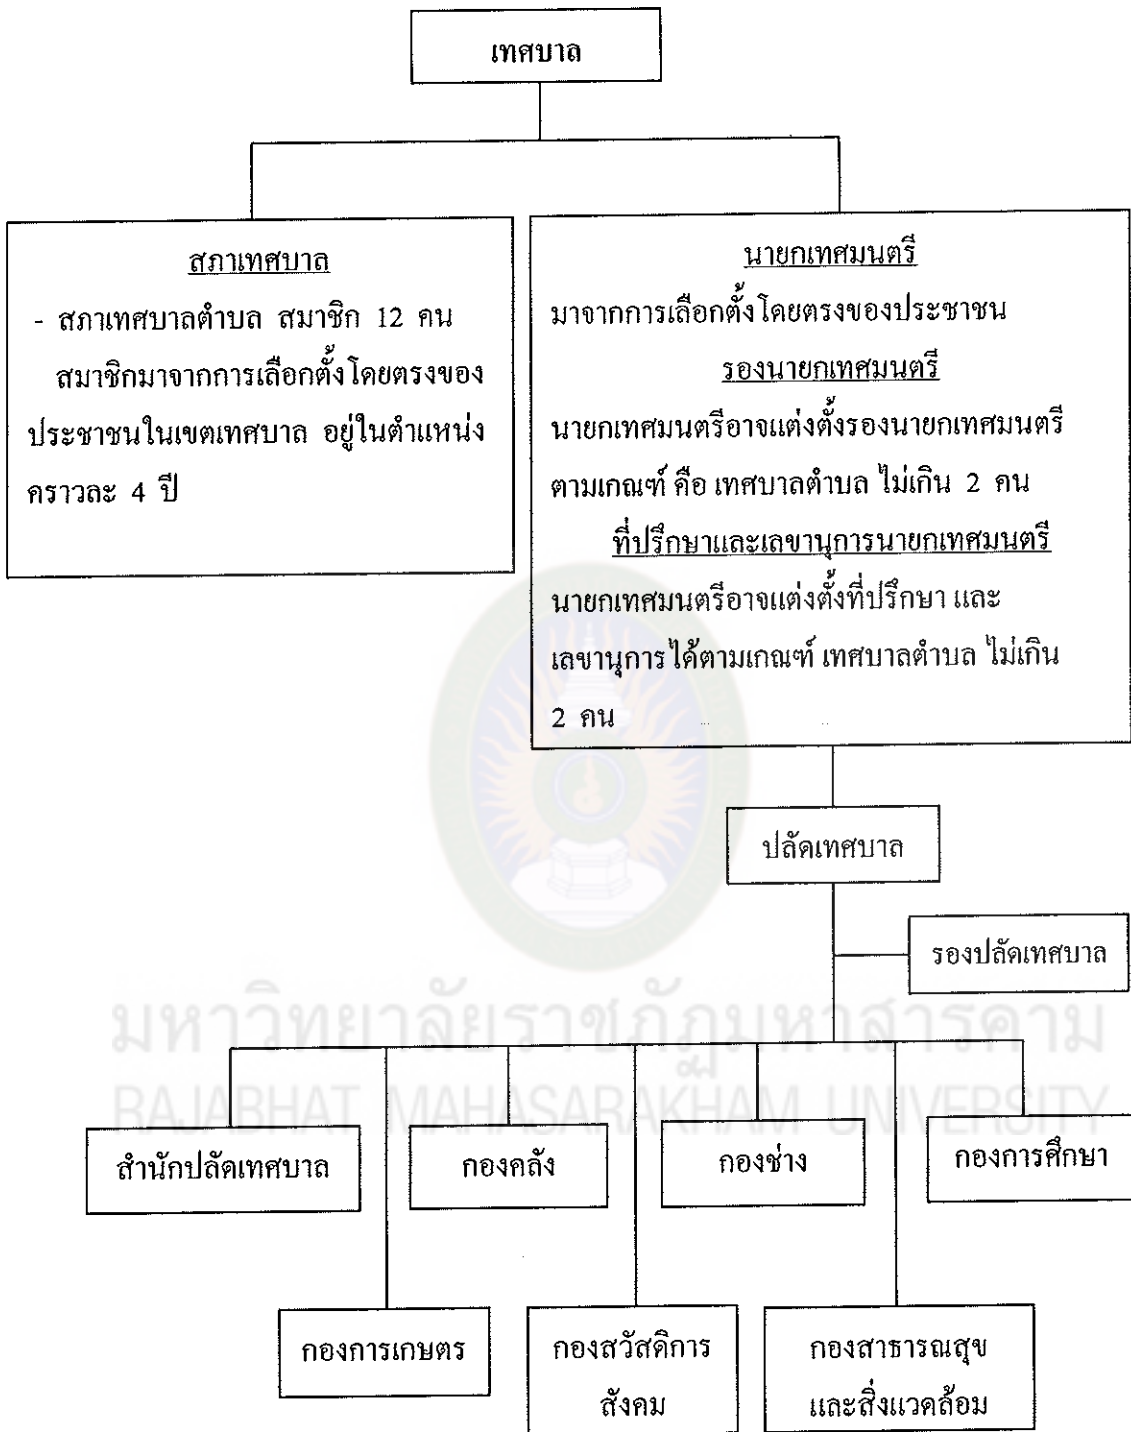 เทศบาล
สภาเทศบาล
- สภาเทศบาลตำบล สมาชิก 12 คน
สมาชิกมาจากการเลือกตั้งโดยตรงของ
ประชาชนในเขตเทศบาล อยู่ในตำแหน่ง
คราวละ 4 ปี
นายกเทศมนตรี
มาจากการเลือกตั้งโดยตรงของประชาชน
รองนายกเทศมนตรี
นายกเทศมนตรีอาจแต่งตั้งรองนายกเทศมนตรี
ตามเกณฑ์ คือ เทศบาลตำบล ไม่เกิน 2 คน
ที่ปรึกษาและเลขานุการนายกเทศมนตรี
นายกเทศมนตรีอาจแต่งตั้งที่ปรึกษา และ
เลขานุการ ได้ตามเกณฑ์ เทศบาลตำบล ไม่เกิน
2 คน
ปลัดเทศบาล
รองปลัดเทศบาล
มหาวิทยาลัยราชภัฏมหาสารคาม
RAJABHAT MAHASARAKHAM UNIVERSITY
สำนักปลัดเทศบาล
กองคลัง
กองช่าง
กองการศึกษา
กองการเกษตร
กองสวัสดิการ
สังคม
กองสาธารณสุข
และสิ่งแวดล้อม